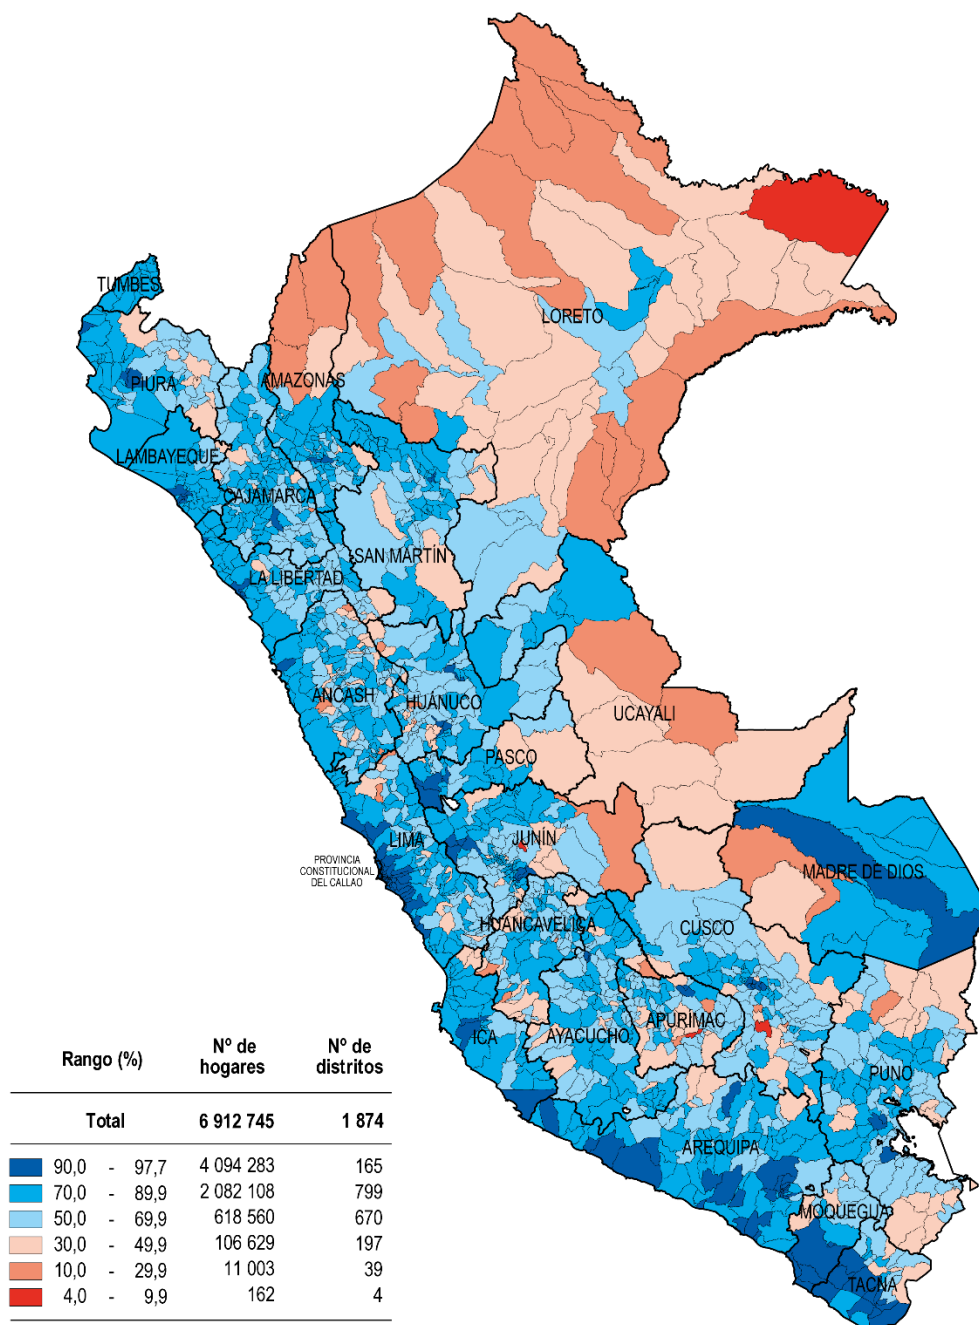 TUMBES
LORETO
PIURA
AMAZONAS
LAMBAYEQUE
CAJAMARCA
SAN MARTÍN
LA LIBERTAD
ÁNCASH
HUÁNUCO
UCAYALI
PASCO
LIMA
JUNÍN
PROVINCIA
CONSTITUCIONAL
DEL CALLAO
MADRE DE DIOS
HUANCAVELICA
CUSCO
ICA
AYACUCHO
APURÍMAC
PUNO
AREQUIPA
MOQUEGUA
TACNA
Rango (%) Nº de hogares Nº de distritos
Total 6 912 745 1 874
90,0 - 97,7 4 094 283 165
70,0 - 89,9 2 082 108 799
50,0 - 69,9 618 560 670
30,0 - 49,9 106 629 197
10,0 - 29,9 11 003 39
4,0 - 9,9 162 4